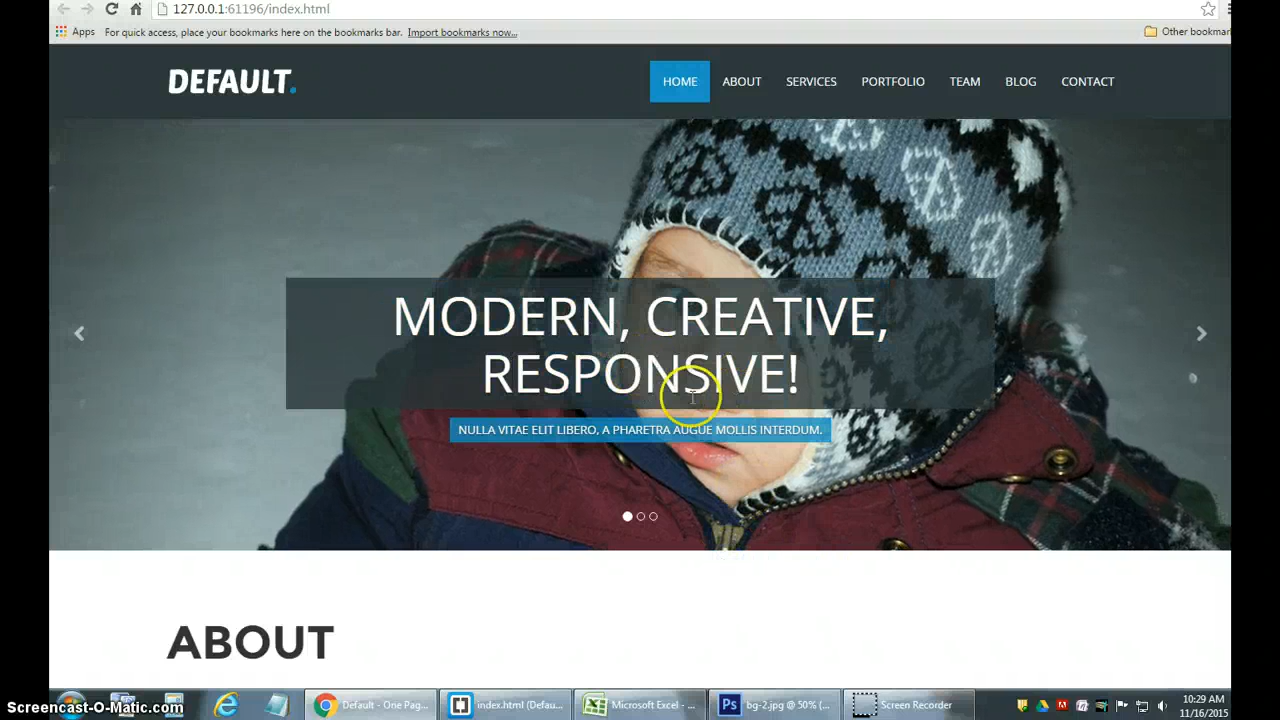 127.0.0.1:61196/index.html
Apps For quick access, place your bookmarks here on the bookmarks bar. Import bookmarks now... Other bookmar
DEFAULT. HOME ABOUT SERVICES PORTFOLIO TEAM BLOG CONTACT
MODERN, CREATIVE,
RESPONSIVE!
NULLA VITAE ELIT LIBERO, A PHARETRA AUGUE MOLLIS INTERDUM.
ABOUT
Default - One Pag... index.html (Defau... Microsoft Excel - ... bg-2.jpg @ 50% (... Screen Recorder 10:29 AM
Screencast-O-Matic.com 11/16/2015